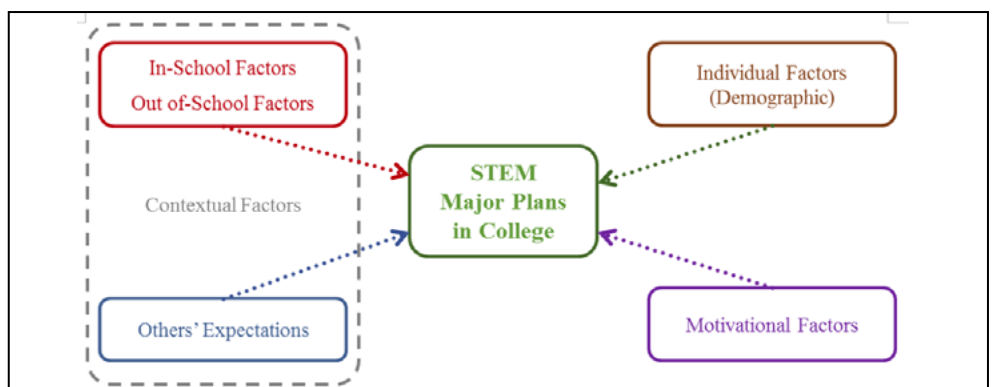 In-School Factors
Out of-School Factors
Individual Factors
(Demographic)
STEM
Major Plans
in College
Contextual Factors
Others’ Expectations
Motivational Factors